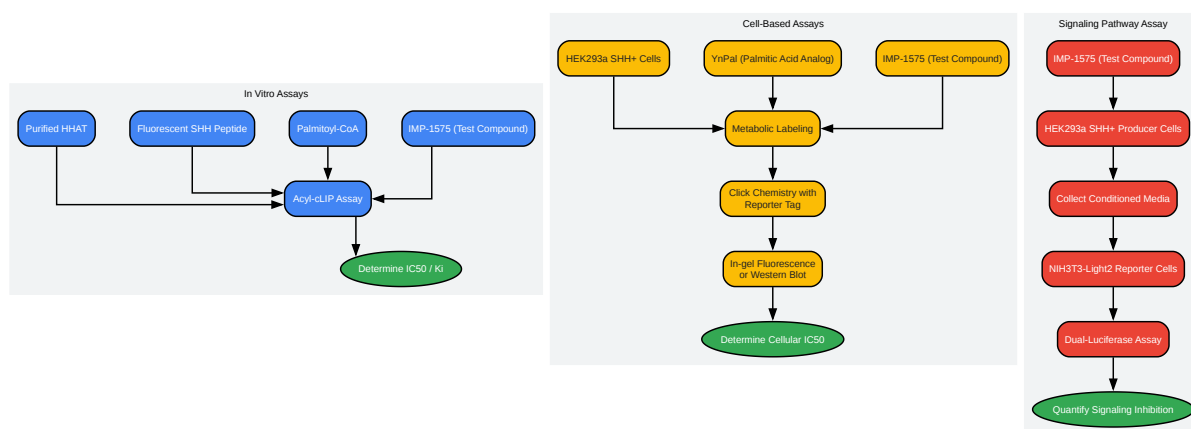 In Vitro Assays
Purified HHAT
Fluorescent SHH Peptide
Palmitoyl-CoA
IMP-1575 (Test Compound)
Acyl-cLIP Assay
Determine IC50 / Ki
Cell-Based Assays
HEK293a SHH+ Cells
YnPal (Palmitic Acid Analog)
IMP-1575 (Test Compound)
Metabolic Labeling
Click Chemistry with
Reporter Tag
In-gel Fluorescence
or Western Blot
Determine Cellular IC50
Signaling Pathway Assay
IMP-1575 (Test Compound)
HEK293a SHH+ Producer Cells
Collect Conditioned Media
NIH3T3-Light2 Reporter Cells
Dual-Luciferase Assay
Quantify Signaling Inhibition